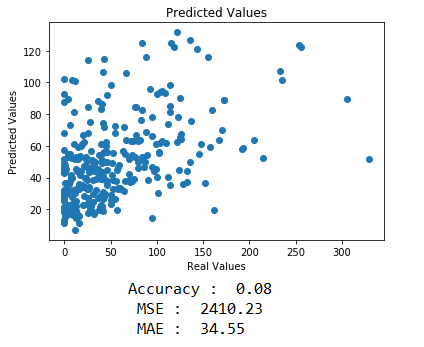 Predicted Values
120
100
80
60
40
20
Predicted Values
0
50
100
150
200
250
300
Real Values
Accuracy :  0.08
MSE :  2410.23
MAE :  34.55